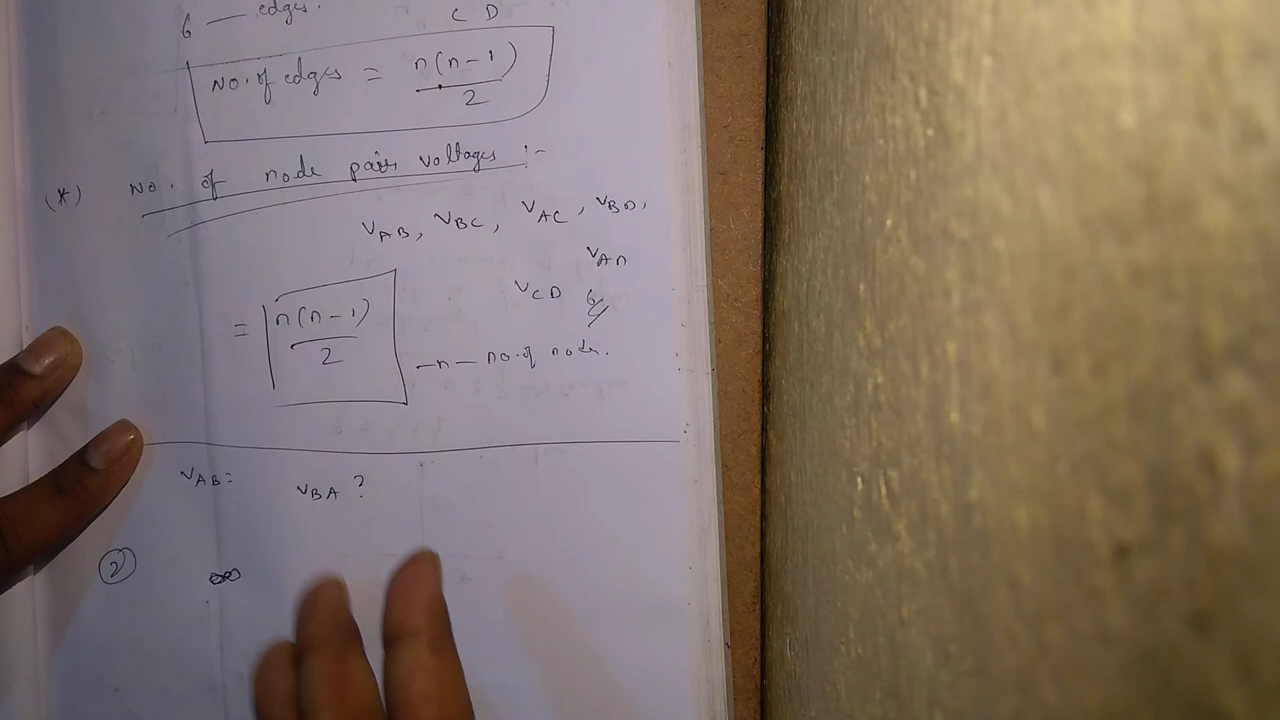 6 — edges.
C D
No. of edges = n(n-1)/2
(*) No. of node pair voltages :-
VAB, VBC, VAC, VBD,
VAD
VCD 6
= n(n-1)/2 — n — no. of node.
VAB = VBA ?
2